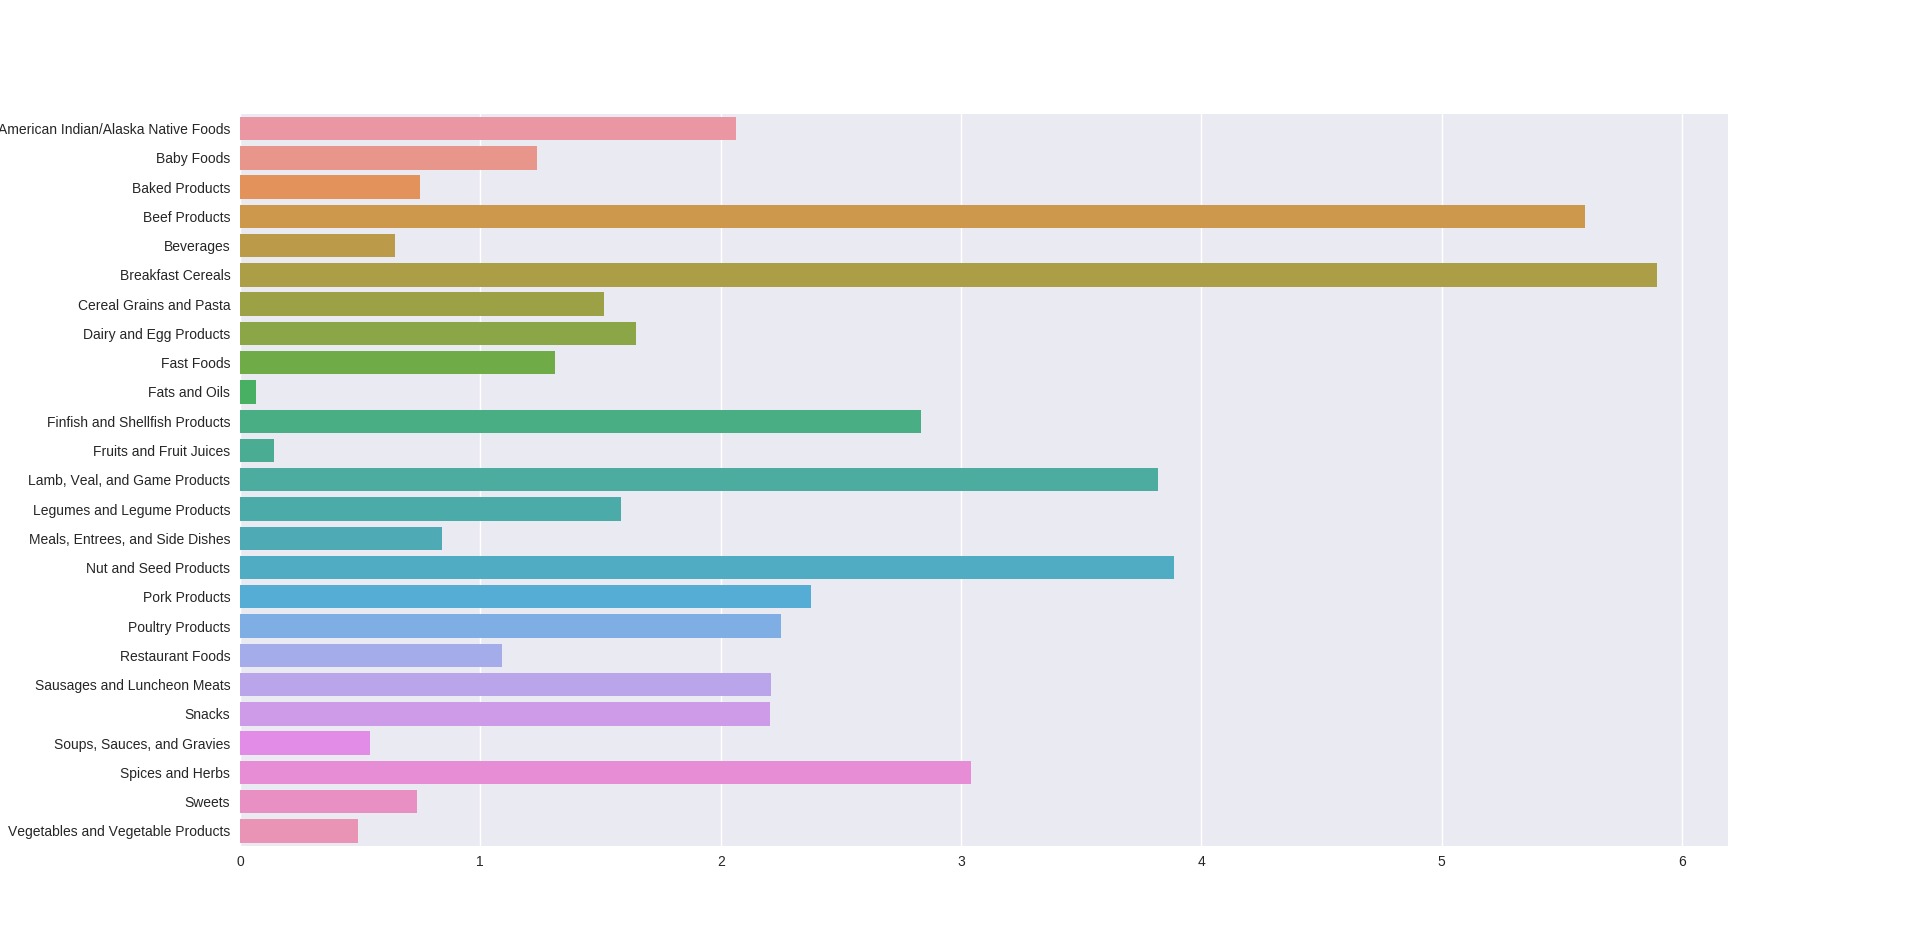 American Indian/Alaska Native Foods
Baby Foods
Baked Products
Beef Products
Beverages
Breakfast Cereals
Cereal Grains and Pasta
Dairy and Egg Products
Fast Foods
Fats and Oils
Finfish and Shellfish Products
Fruits and Fruit Juices
Lamb, Veal, and Game Products
Legumes and Legume Products
Meals, Entrees, and Side Dishes
Nut and Seed Products
Pork Products
Poultry Products
Restaurant Foods
Sausages and Luncheon Meats
Snacks
Soups, Sauces, and Gravies
Spices and Herbs
Sweets
Vegetables and Vegetable Products
0 1 2 3 4 5 6